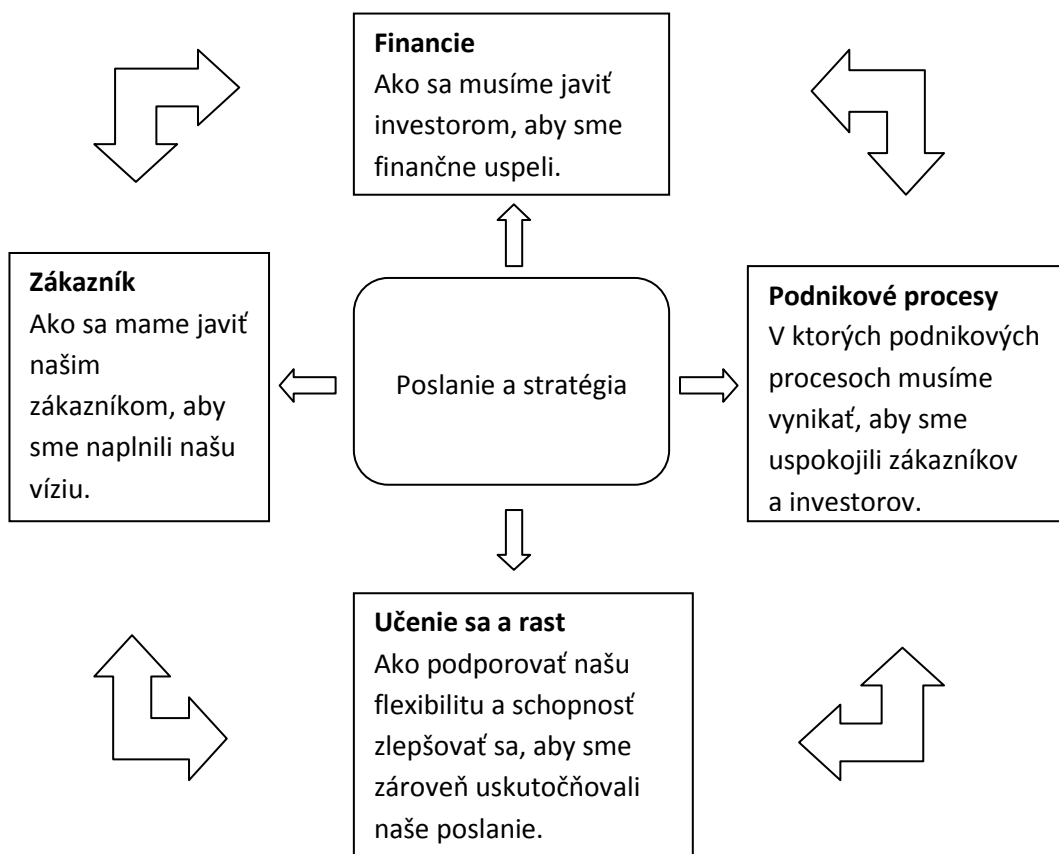 Financie
Ako sa musíme javiť
investorom, aby sme
finančne uspeli.
Zákazník
Ako sa mame javiť
našim
zákazníkom, aby
sme naplnili našu
víziu.
Poslanie a stratégia
Podnikové procesy
V ktorých podnikových
procesoch musíme
vynikať, aby sme
uspokojili zákazníkov
a investorov.
Učenie sa a rast
Ako podporovať našu
flexibilitu a schopnosť
zlepšovať sa, aby sme
zároveň uskutočňovali
naše poslanie.